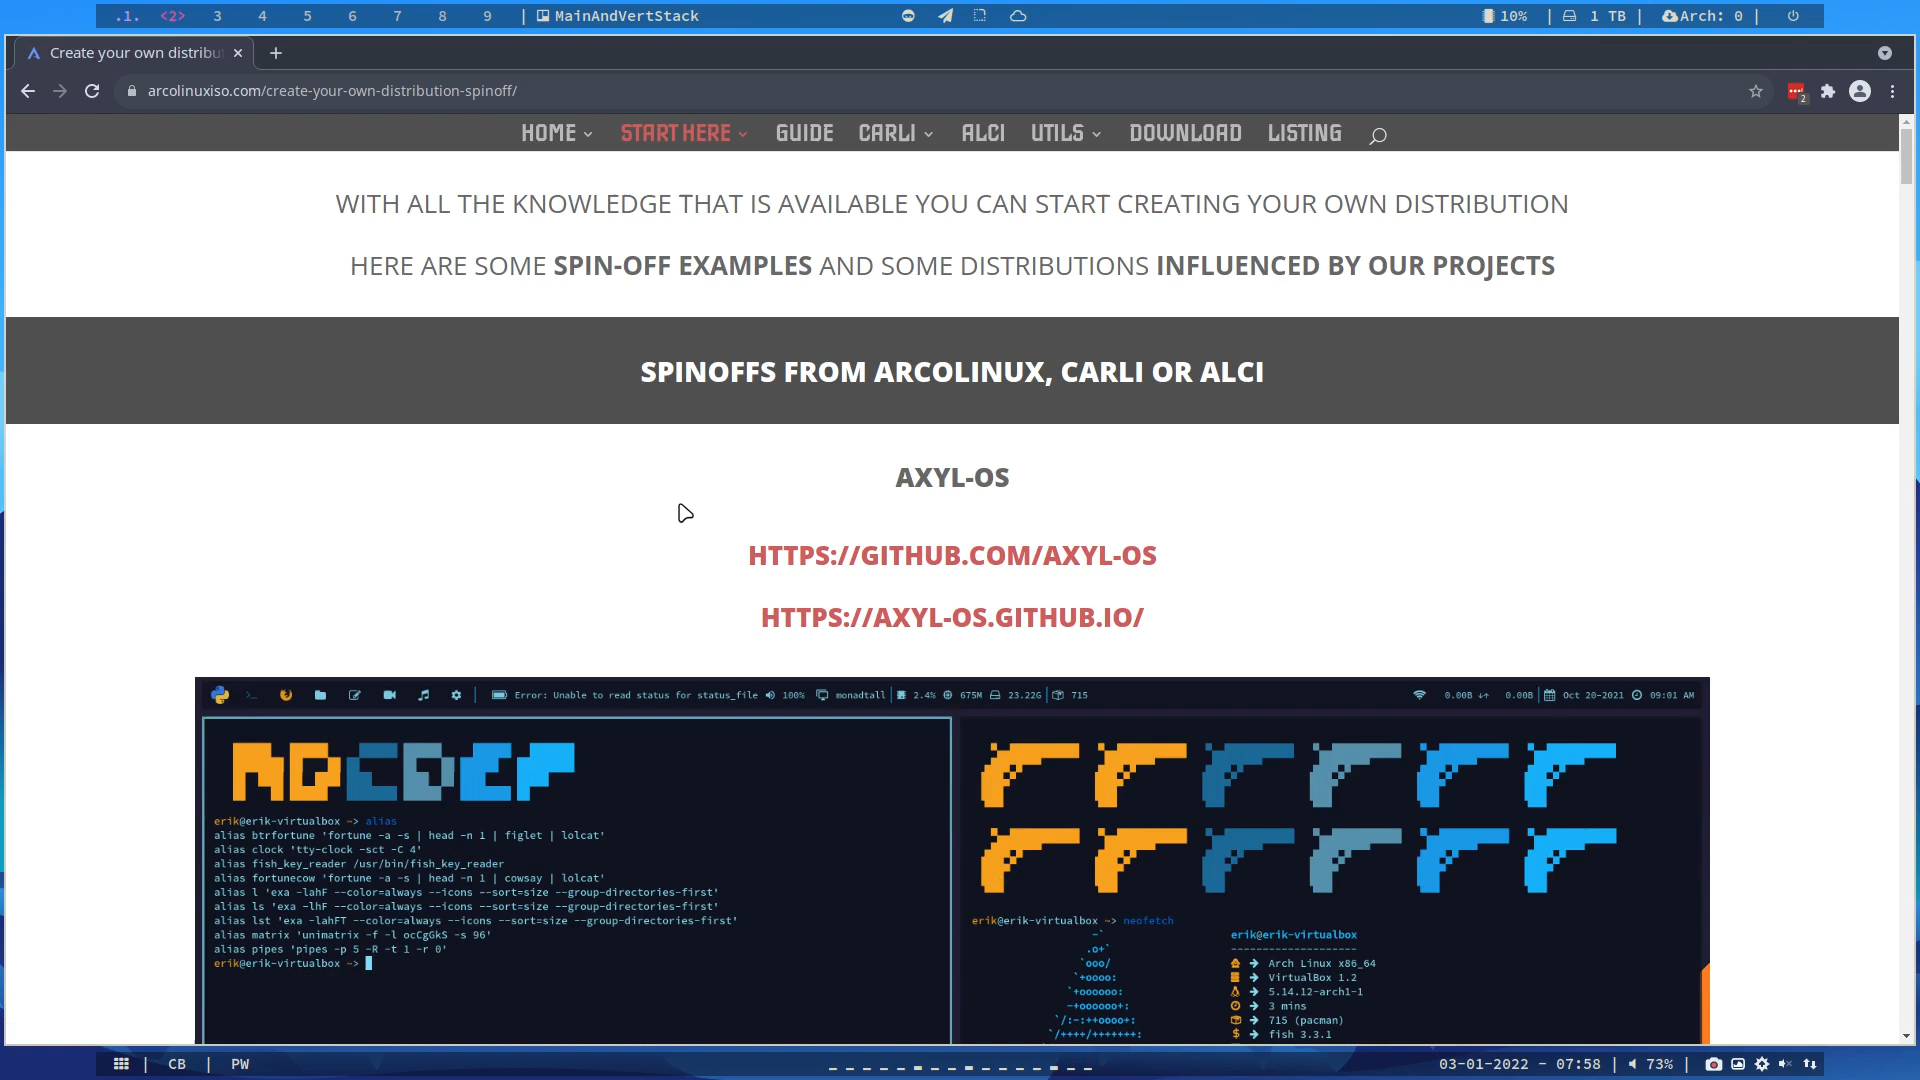 .1. <2> 3 4 5 6 7 8 9 | MainAndVertStack 10% | 1 TB | Arch: 0 |
Create your own distribu
arcolinuxiso.com/create-your-own-distribution-spinoff/
2
HOME START HERE GUIDE CARLI ALCI UTILS DOWNLOAD LISTING
WITH ALL THE KNOWLEDGE THAT IS AVAILABLE YOU CAN START CREATING YOUR OWN DISTRIBUTION
HERE ARE SOME SPIN-OFF EXAMPLES AND SOME DISTRIBUTIONS INFLUENCED BY OUR PROJECTS
SPINOFFS FROM ARCOLINUX, CARLI OR ALCI
AXYL-OS
HTTPS://GITHUB.COM/AXYL-OS
HTTPS://AXYL-OS.GITHUB.IO/
Error: Unable to read status for status_file 100% monadtall 2.4% 675M 23.22G 715 0.00B ↓↑ 0.00B Oct 20-2021 09:01 AM
erik@erik-virtualbox ~> alias
alias btrfortune 'fortune -a -s | head -n 1 | figlet | lolcat'
alias clock 'tty-clock -sct -C 4'
alias fish_key_reader /usr/bin/fish_key_reader
alias fortunecow 'fortune -a -s | head -n 1 | cowsay | lolcat'
alias l 'exa -lahF --color=always --icons --sort=size --group-directories-first'
alias ls 'exa -lhF --color=always --icons --sort=size --group-directories-first'
alias lst 'exa -lahFT --color=always --icons --sort=size --group-directories-first'
alias matrix 'unimatrix -f -l ocCgGkS -s 96'
alias pipes 'pipes -p 5 -R -t 1 -r 0'
erik@erik-virtualbox ~>
erik@erik-virtualbox ~> neofetch
-`
.o+`
`ooo/
`+oooo:
`+oooooo:
-+oooooo+:
`/:-:++oooo+:
`/++++/+++++++:
erik@erik-virtualbox
--------------------
Arch Linux x86_64
VirtualBox 1.2
5.14.12-arch1-1
3 mins
715 (pacman)
$ → fish 3.3.1
| CB | PW 03-01-2022 - 07:58 | 73% |